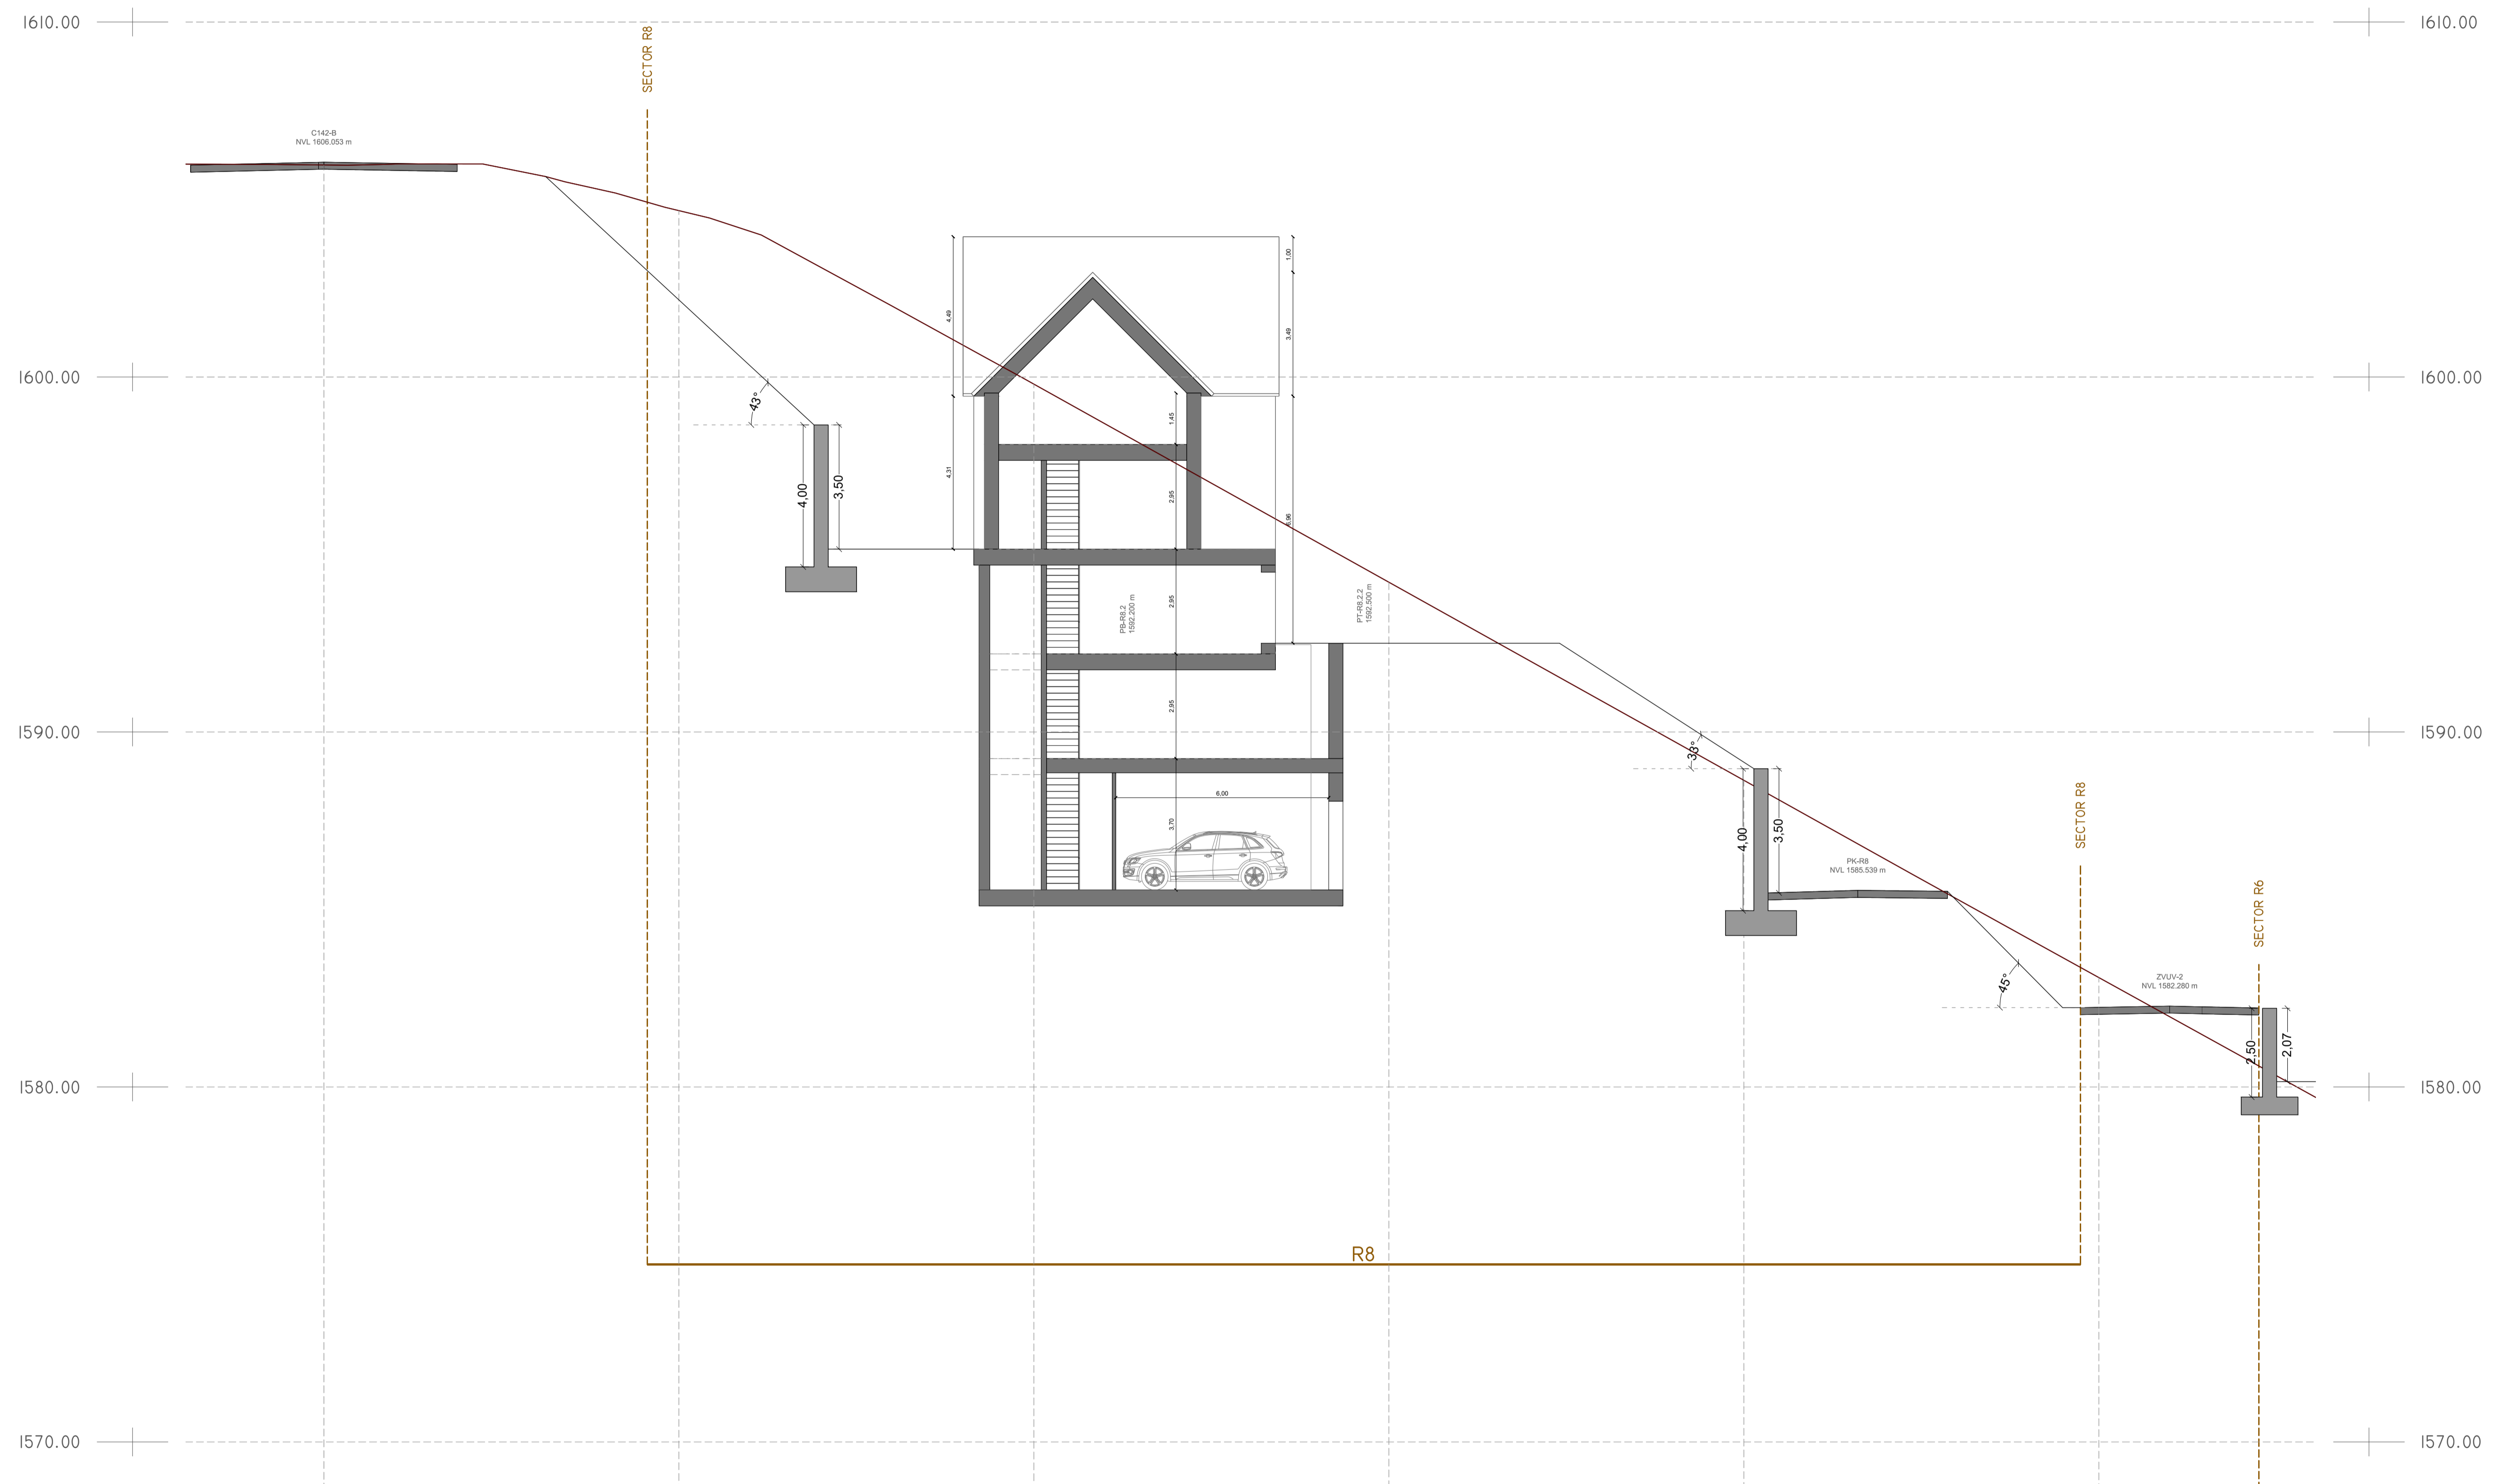 1610.00
1610.00
SECTOR R8
C142-B
NVL 1606.053 m
1,00
4,49
3,49
1600.00
1600.00
43°
1,45
4,00
3,50
4,31
2,95
6,96
PB-R8.2
1592.200 m
2,95
PT-R8.2.2
1592.500 m
2,95
1590.00
1590.00
33°
6,00
3,70
4,00
3,50
SECTOR R8
PK-R8
NVL 1585.539 m
SECTOR R6
45°
ZVUV-2
NVL 1582.280 m
2,50
2,07
1580.00
1580.00
R8
1570.00
1570.00